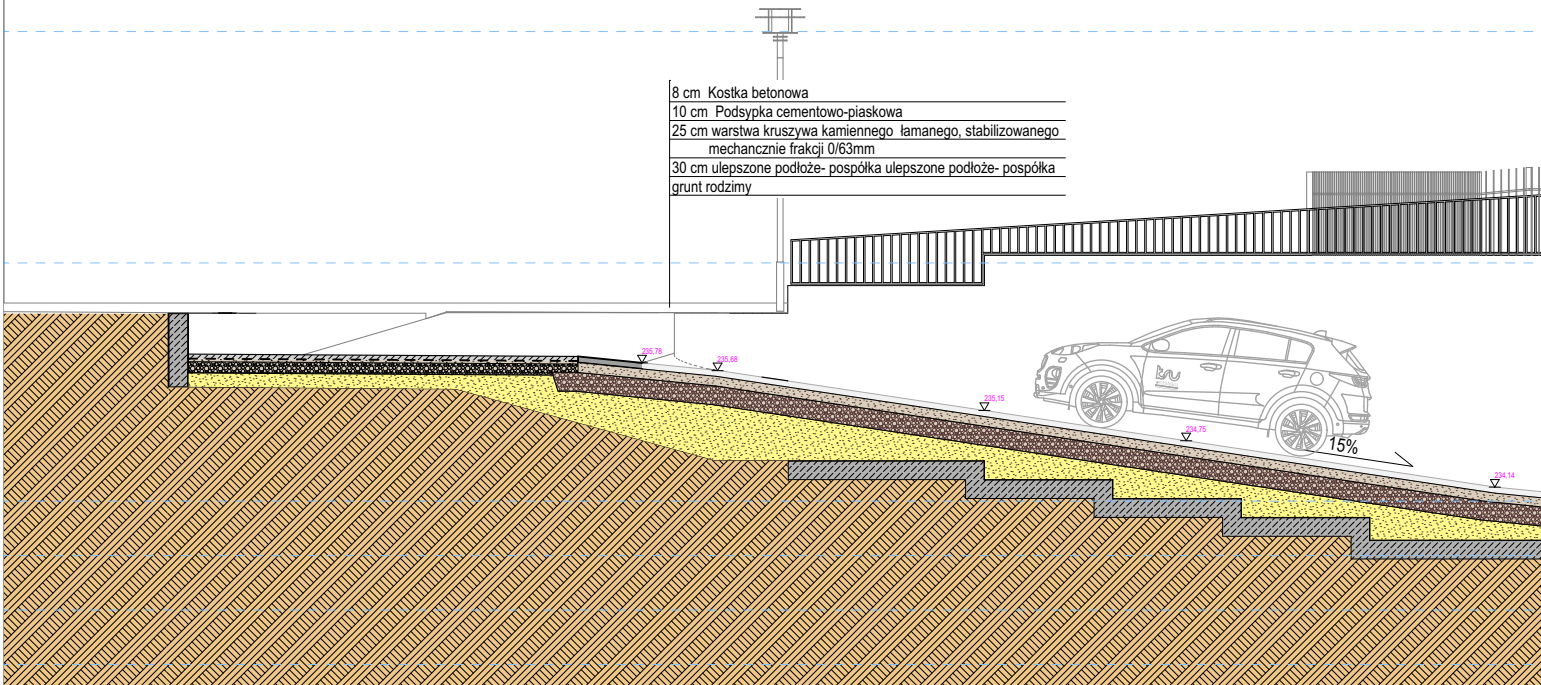 8 cm Kostka betonowa
10 cm Podsypka cementowo-piaskowa
25 cm warstwa kruszywa kamiennego łamanego, stabilizowanego
mechancznie frakcji 0/63mm
30 cm ulepszone podłoże- pospółka ulepszone podłoże- pospółka
grunt rodzimy
235,78
235,68
235,15
234,75
15%
234,14